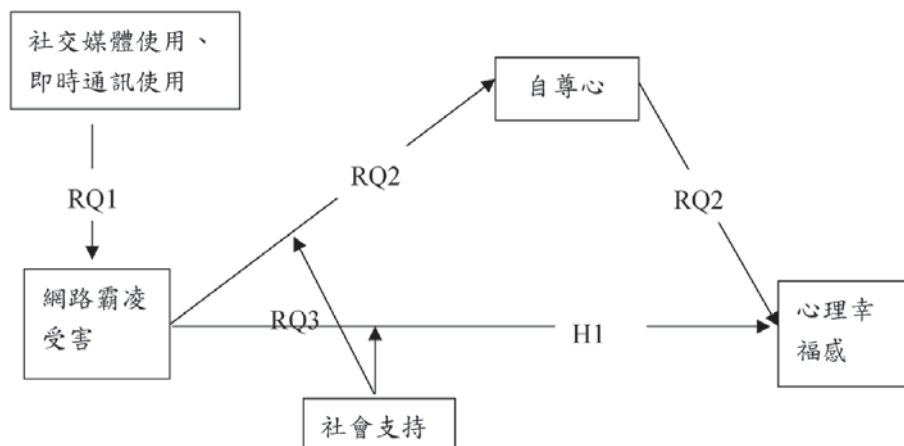 社交媒體使用、
即時通訊使用
自尊心
RQ2
RQ1
RQ2
網路霸凌
受害
RQ3
H1
心理幸
福感
社會支持